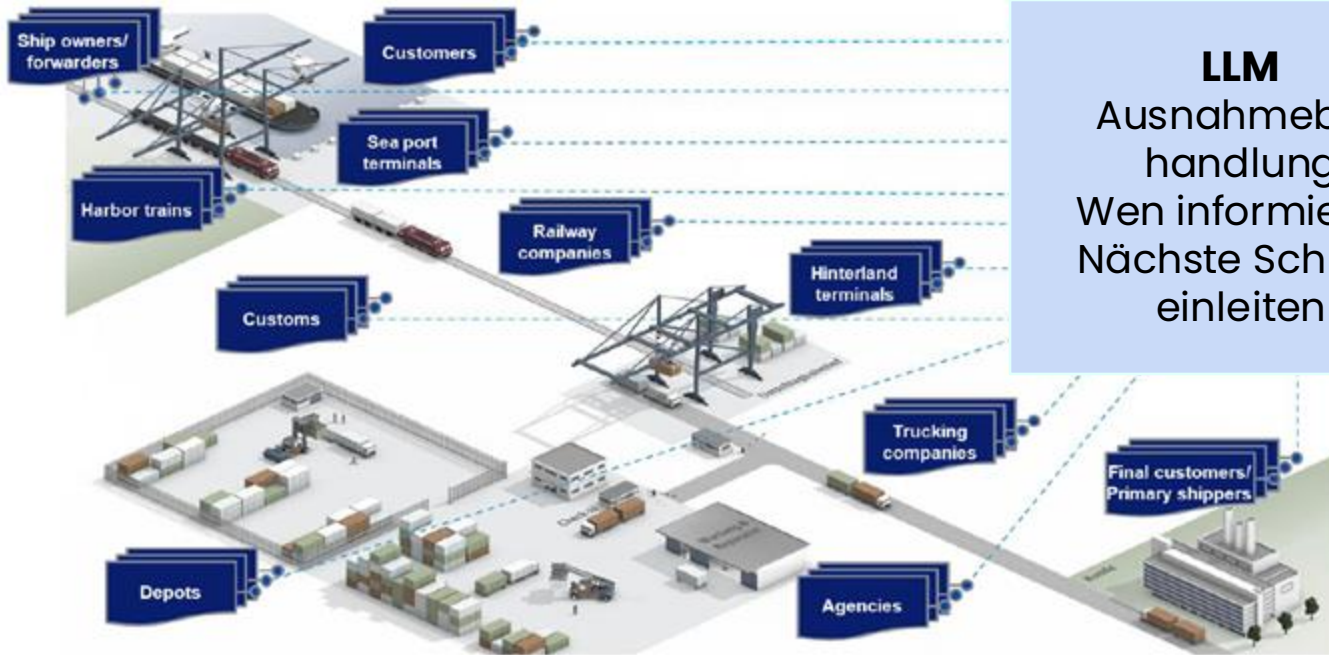 Ship owners/
forwarders
Customers
LLM
Ausnahmeb
handlung
Wen informie
Nächste Sch
einleiten
Sea port
terminals
Harbor trains
Railway
companies
Hinterland
terminals
Customs
Trucking
companies
Final customers/
Primary shippers
Depots
Agencies